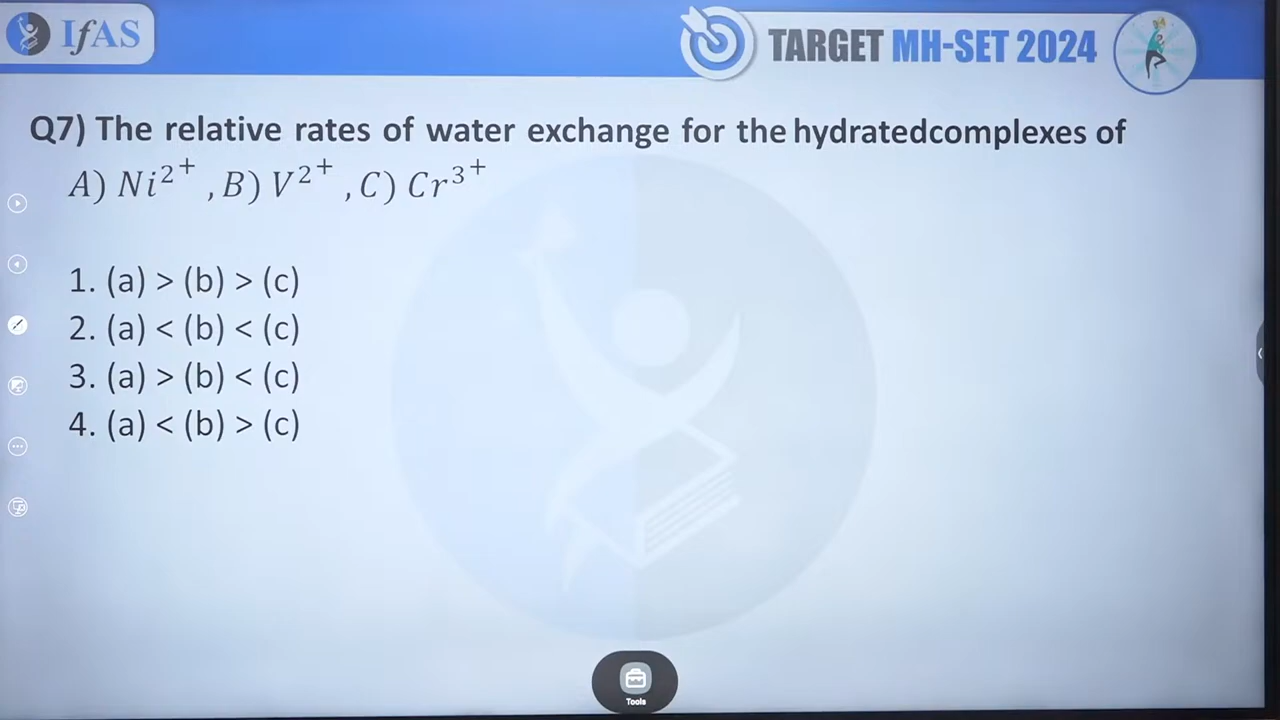 IfAS
TARGET MH-SET 2024
Q7) The relative rates of water exchange for the hydratedcomplexes of
A) Ni²⁺ , B) V²⁺ , C) Cr³⁺
1. (a) > (b) > (c)
2. (a) < (b) < (c)
3. (a) > (b) < (c)
4. (a) < (b) > (c)
Tools